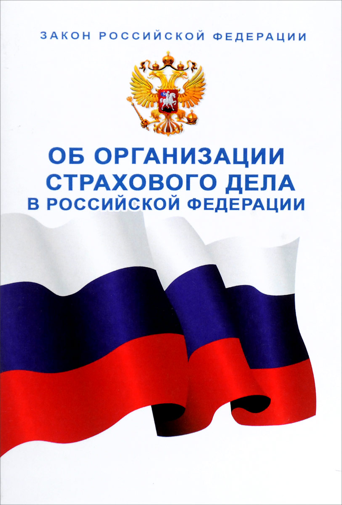 ЗАКОН РОССИЙСКОЙ ФЕДЕРАЦИИ
ОБ ОРГАНИЗАЦИИ
СТРАХОВОГО ДЕЛА
В РОССИЙСКОЙ ФЕДЕРАЦИИ